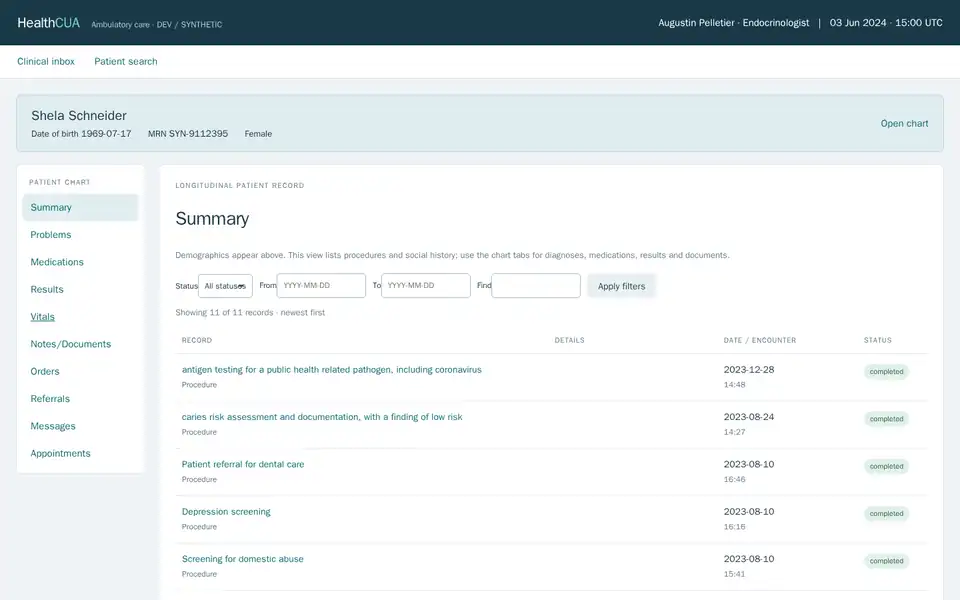 HealthCUA Ambulatory care · DEV / SYNTHETIC Augustin Pelletier · Endocrinologist | 03 Jun 2024 · 15:00 UTC
Clinical inbox Patient search
Shela Schneider
Date of birth 1969-07-17 MRN SYN-9112395 Female
Open chart
PATIENT CHART
Summary
Problems
Medications
Results
Vitals
Notes/Documents
Orders
Referrals
Messages
Appointments
LONGITUDINAL PATIENT RECORD
Summary
Demographics appear above. This view lists procedures and social history; use the chart tabs for diagnoses, medications, results and documents.
Status All statuses From YYYY-MM-DD To YYYY-MM-DD Find Apply filters
Showing 11 of 11 records · newest first
RECORD DETAILS DATE / ENCOUNTER STATUS
antigen testing for a public health related pathogen, including coronavirus 2023-12-28 completed
Procedure 14:48
caries risk assessment and documentation, with a finding of low risk 2023-08-24 completed
Procedure 14:27
Patient referral for dental care 2023-08-10 completed
Procedure 16:46
Depression screening 2023-08-10 completed
Procedure 16:16
Screening for domestic abuse 2023-08-10 completed
Procedure 15:41